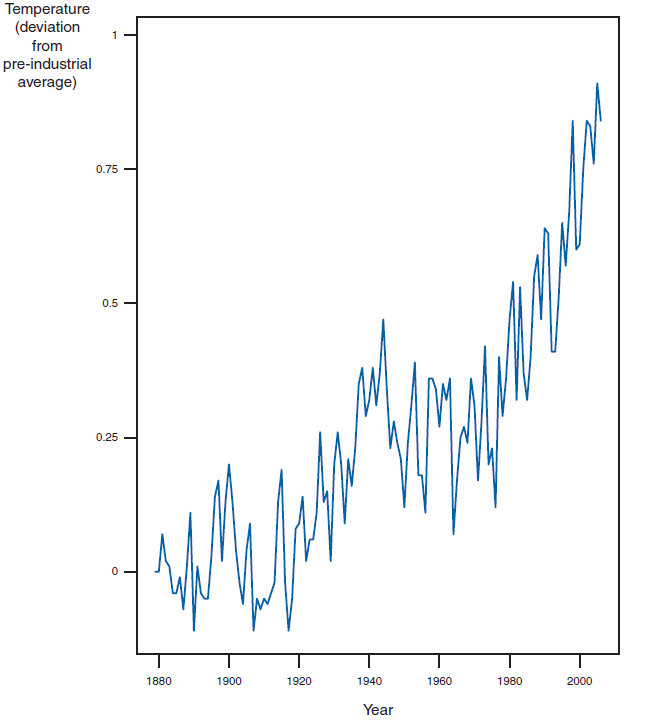 Temperature
(deviation
from
pre-industrial
average)
1
0.75
0.5
0.25
0
1880 1900 1920 1940 1960 1980 2000
Year